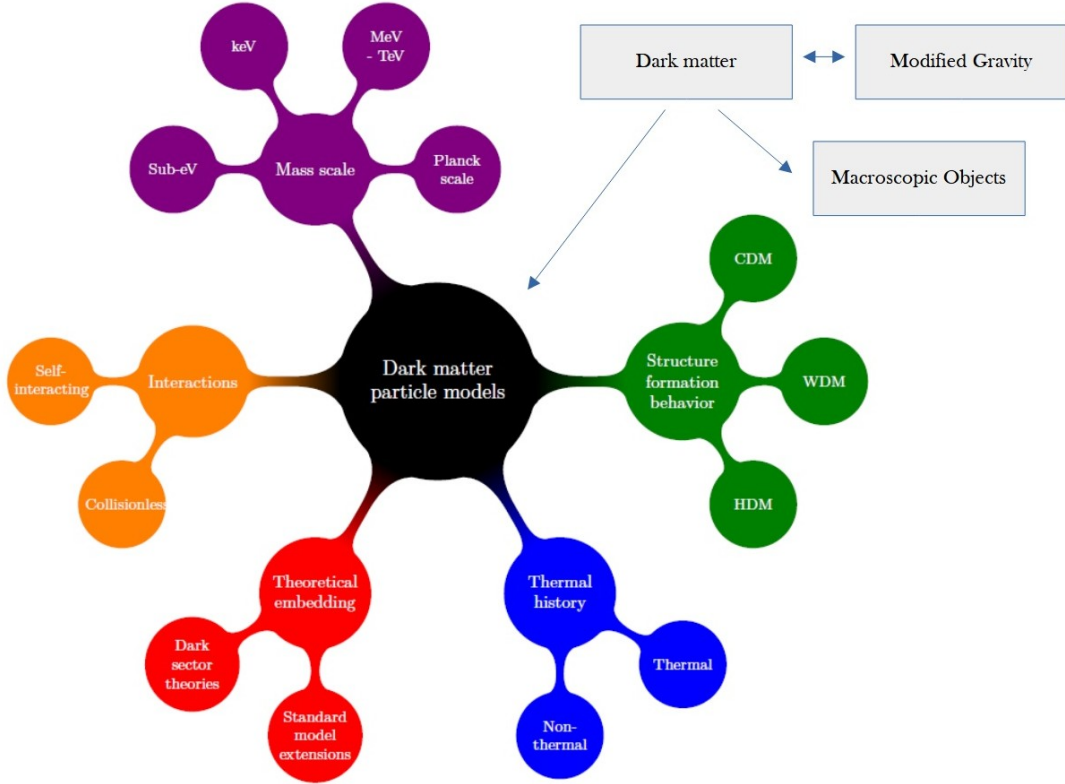 keV
MeV
- TeV
Dark matter
Modified Gravity
Sub-eV
Mass scale
Planck
scale
Macroscopic Objects
CDM
Dark matter
particle models
Structure
formation
behavior
WDM
Self-
interacting
Interactions
Collisionless
HDM
Theoretical
embedding
Thermal
history
Dark
sector
theories
Thermal
Standard
model
extensions
Non-
thermal